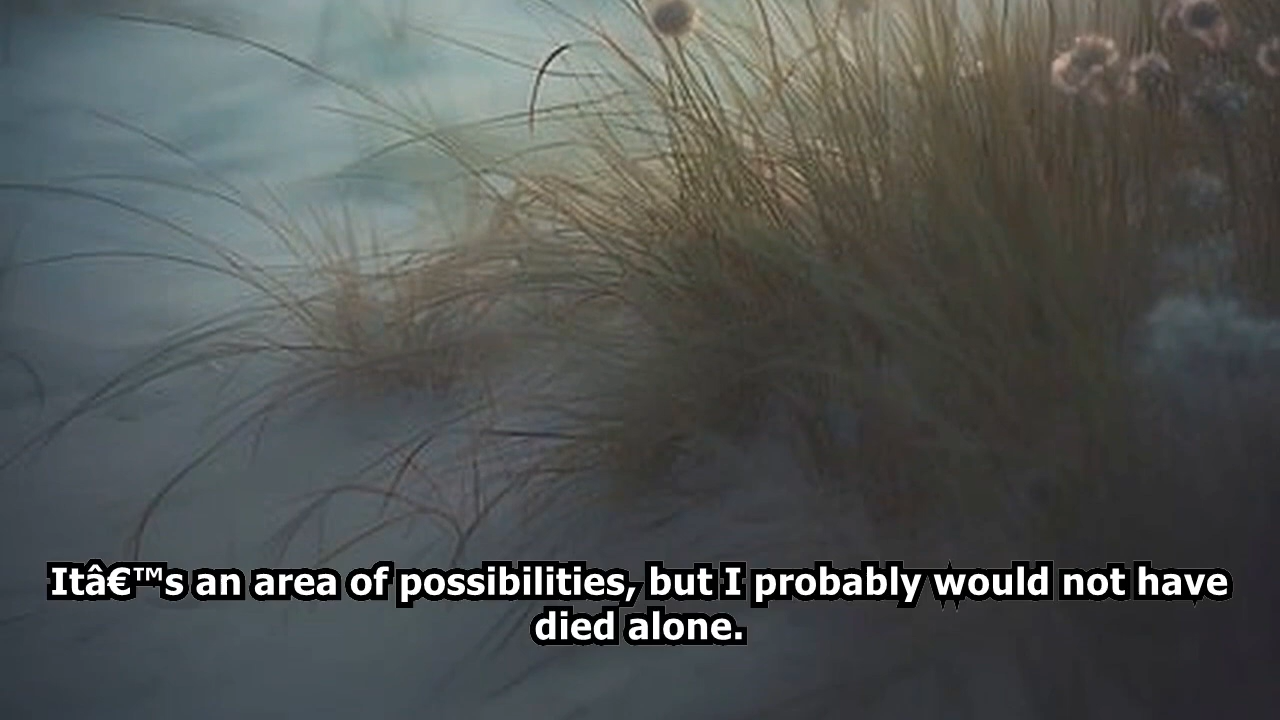 Itâ€™s an area of possibilities, but I probably would not have
died alone.